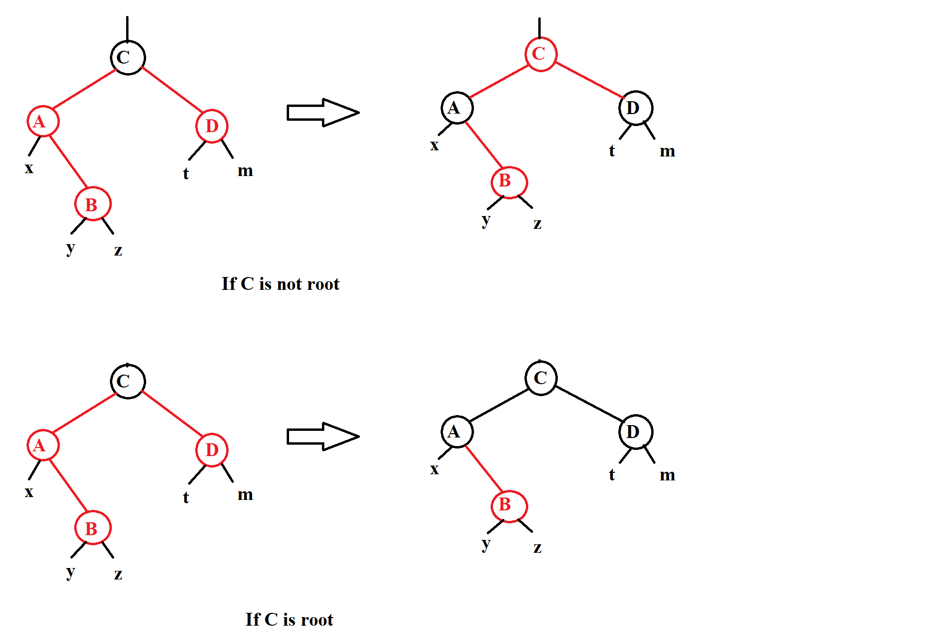 C C
A D A D
x t m x t m
B B
y z y z
If C is not root
C C
A D A D
x t m x t m
B B
y z y z
If C is root